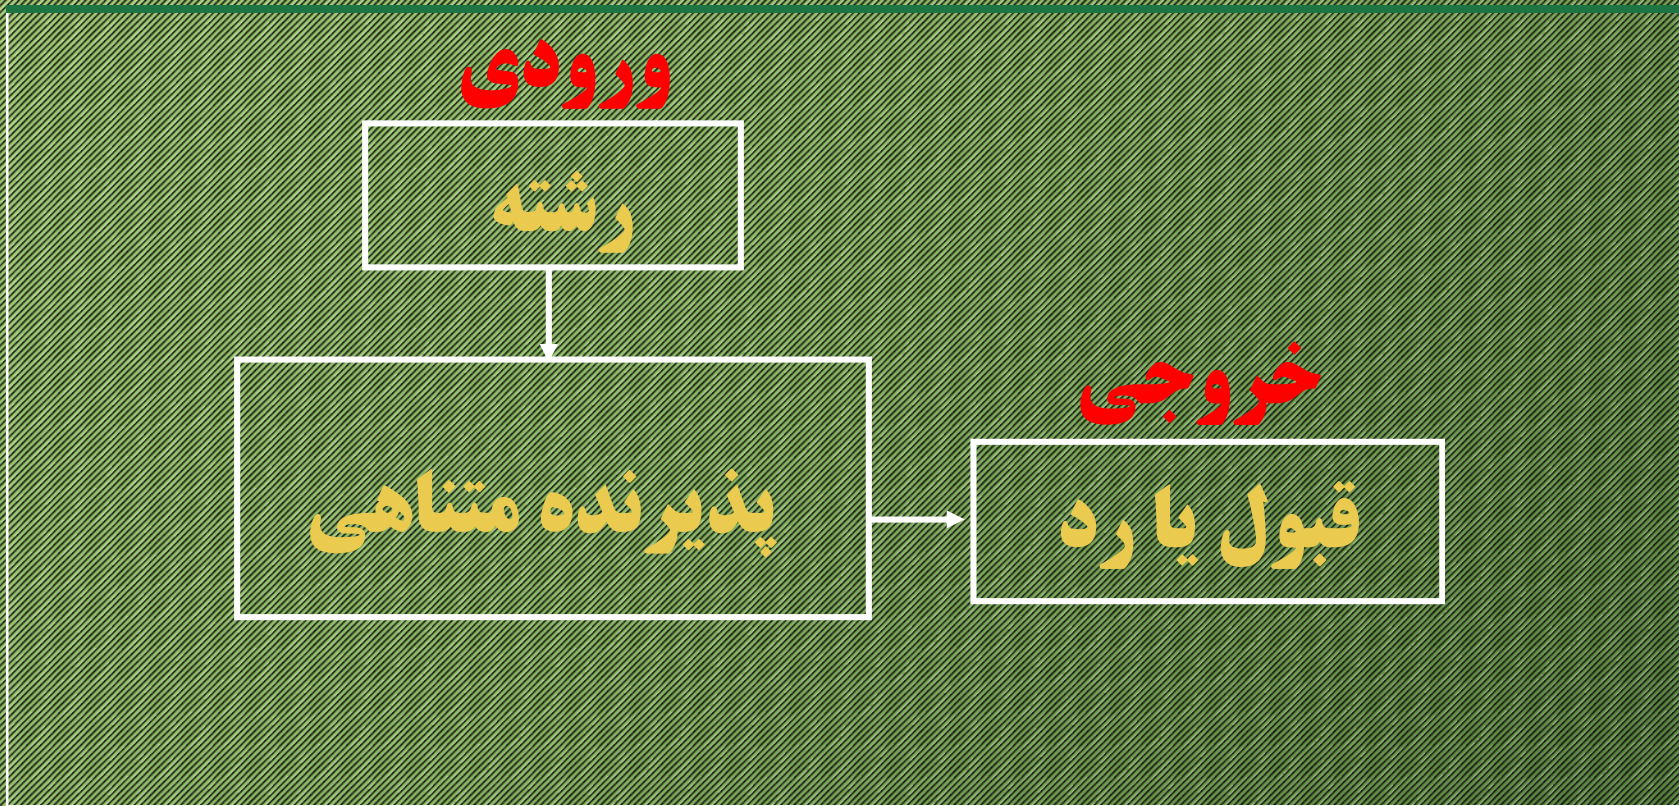 ورودی
رشته
خروجی
پذیرنده متناهی
قبول یا رد